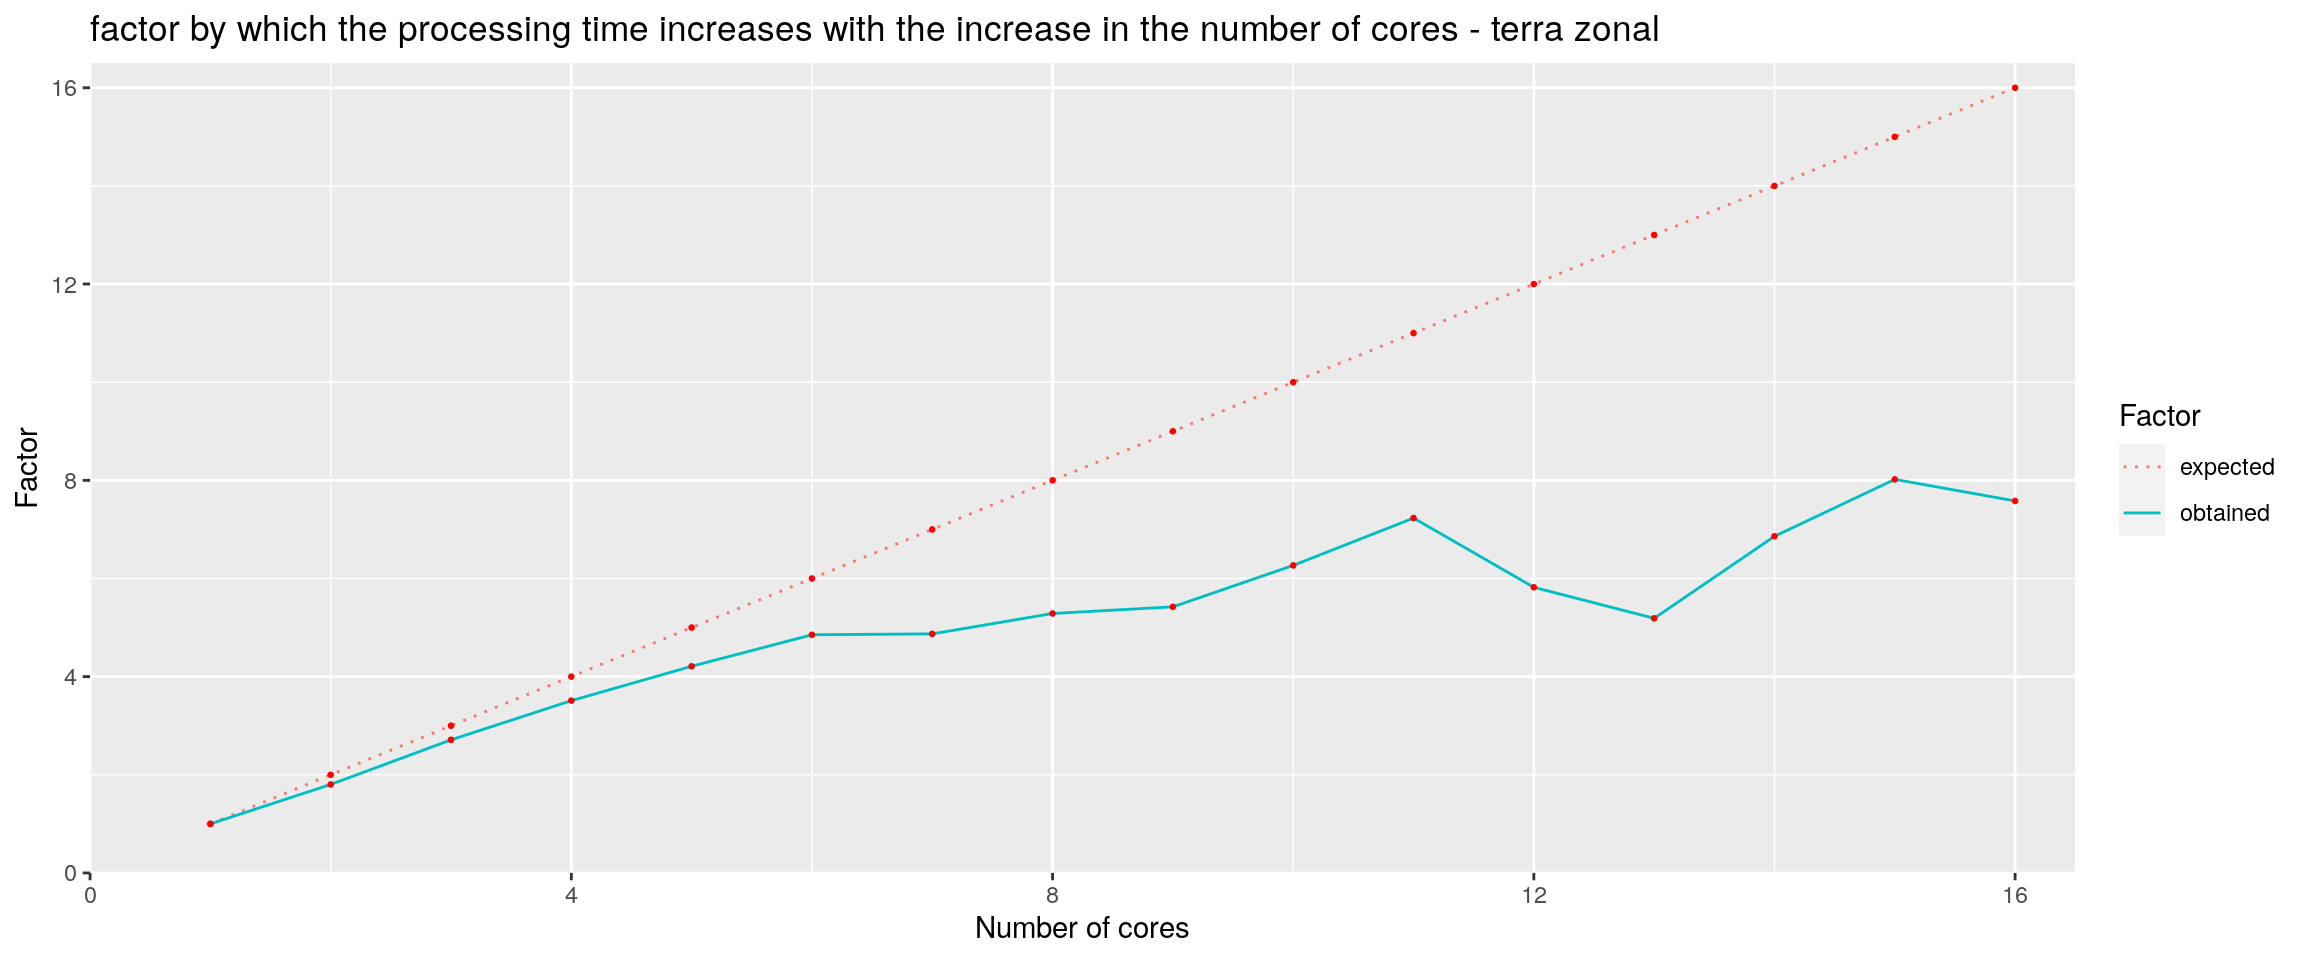 factor by which the processing time increases with the increase in the number of cores - terra zonal
16
12
8
4
0
Factor
0
4
8
12
16
Number of cores
Factor
expected
obtained